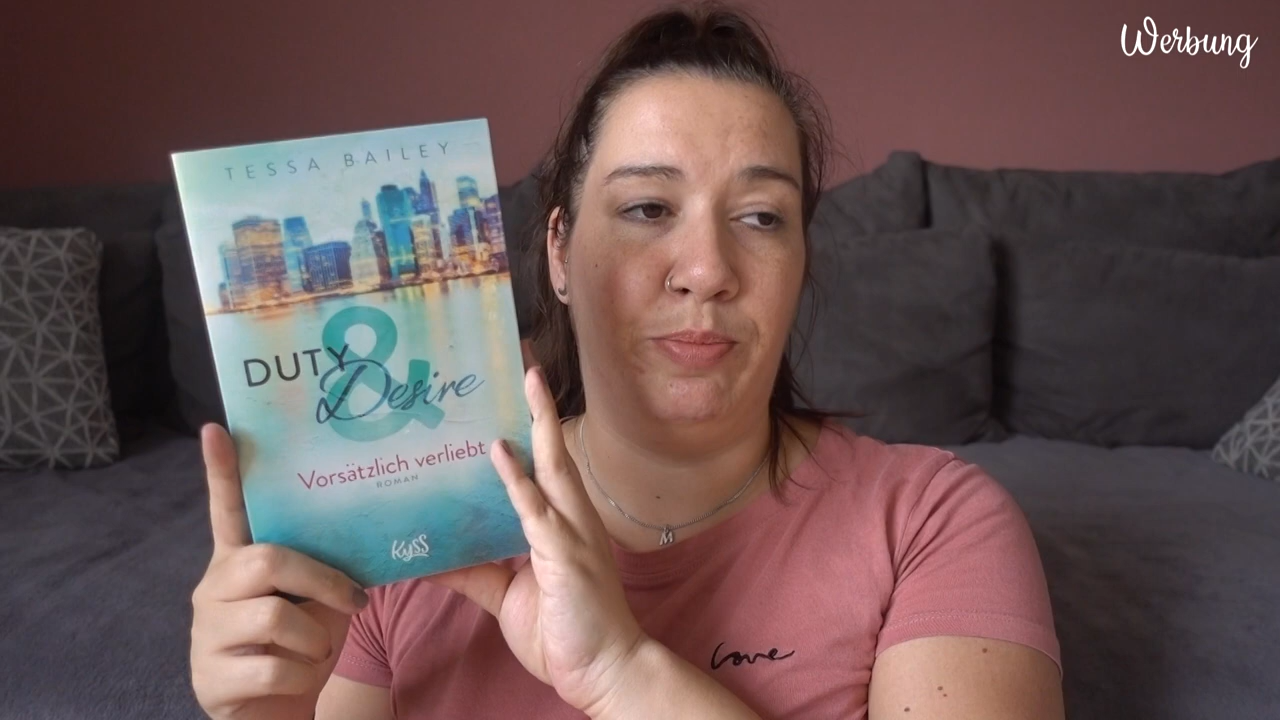 Werbung
TESSA BAILEY
&
DUTY
Desire
Vorsätzlich verliebt
ROMAN
KYSS
M
Love